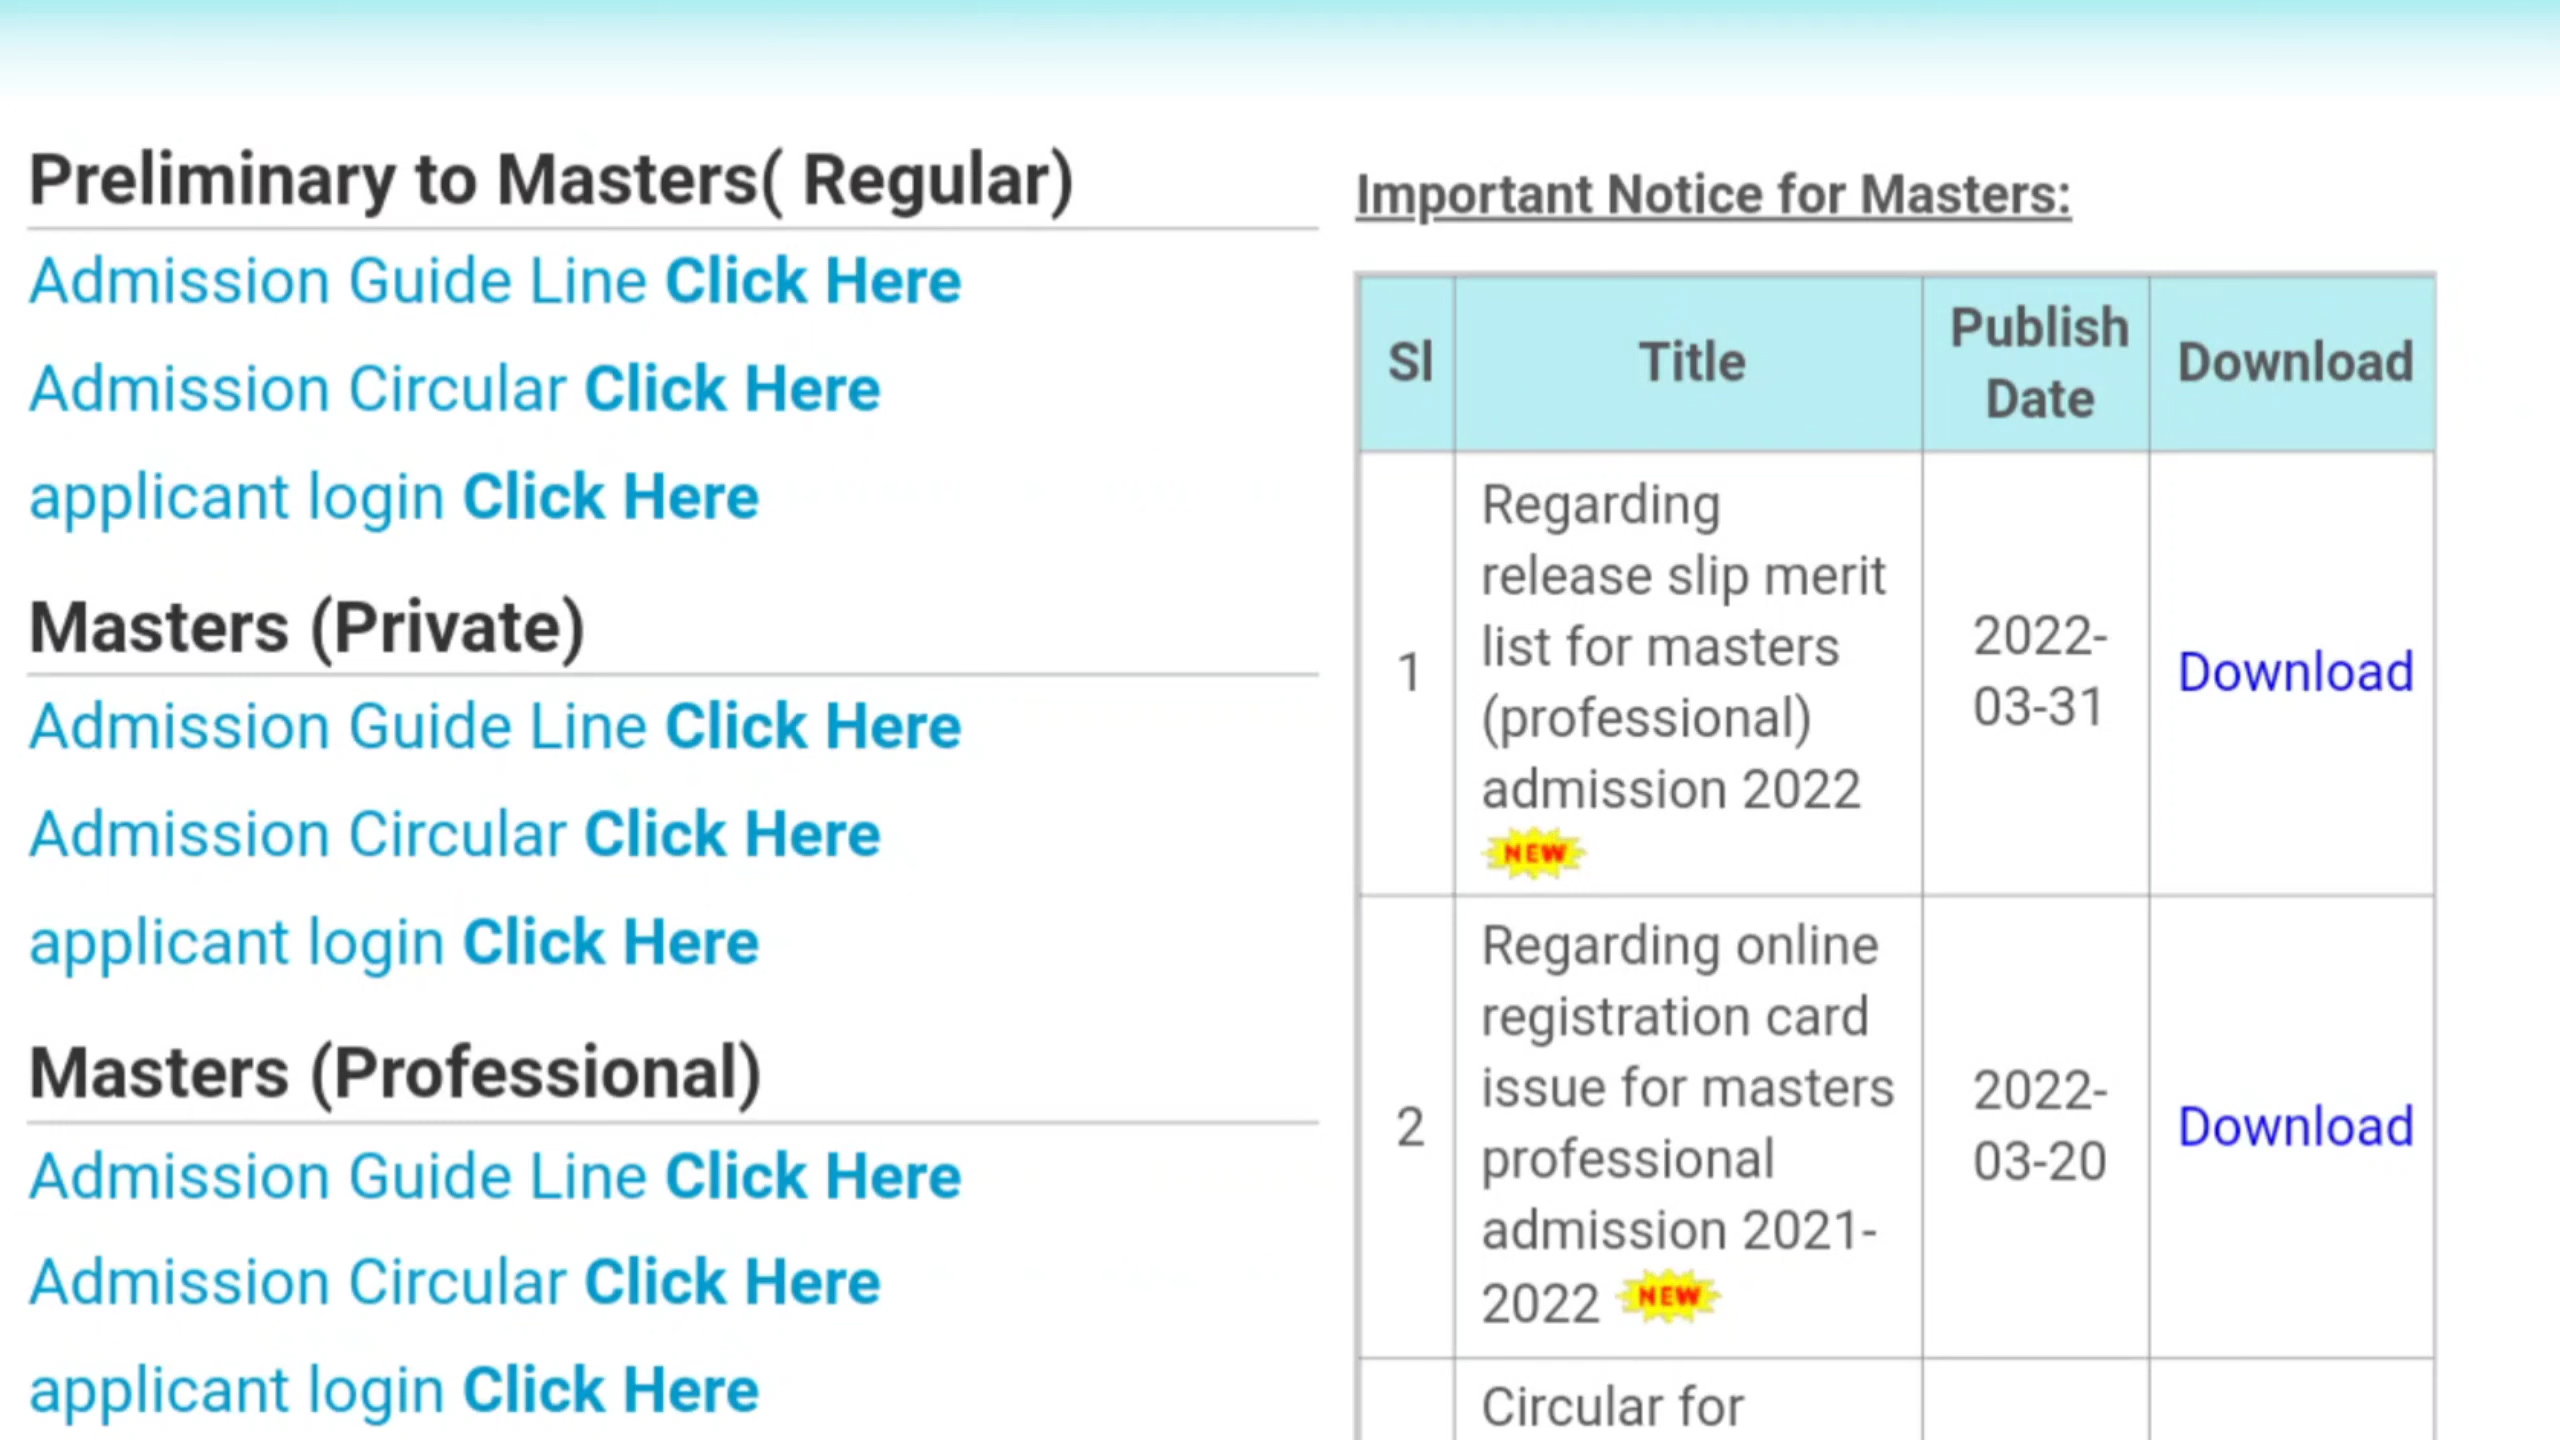 Preliminary to Masters( Regular)
Admission Guide Line Click Here
Admission Circular Click Here
applicant login Click Here
Masters (Private)
Admission Guide Line Click Here
Admission Circular Click Here
applicant login Click Here
Masters (Professional)
Admission Guide Line Click Here
Admission Circular Click Here
applicant login Click Here
Important Notice for Masters:
Sl
Title
Publish
Date
Download
1
Regarding
release slip merit
list for masters
(professional)
admission 2022
NEW
2022-
03-31
Download
2
Regarding online
registration card
issue for masters
professional
admission 2021-
2022 NEW
2022-
03-20
Download
Circular for